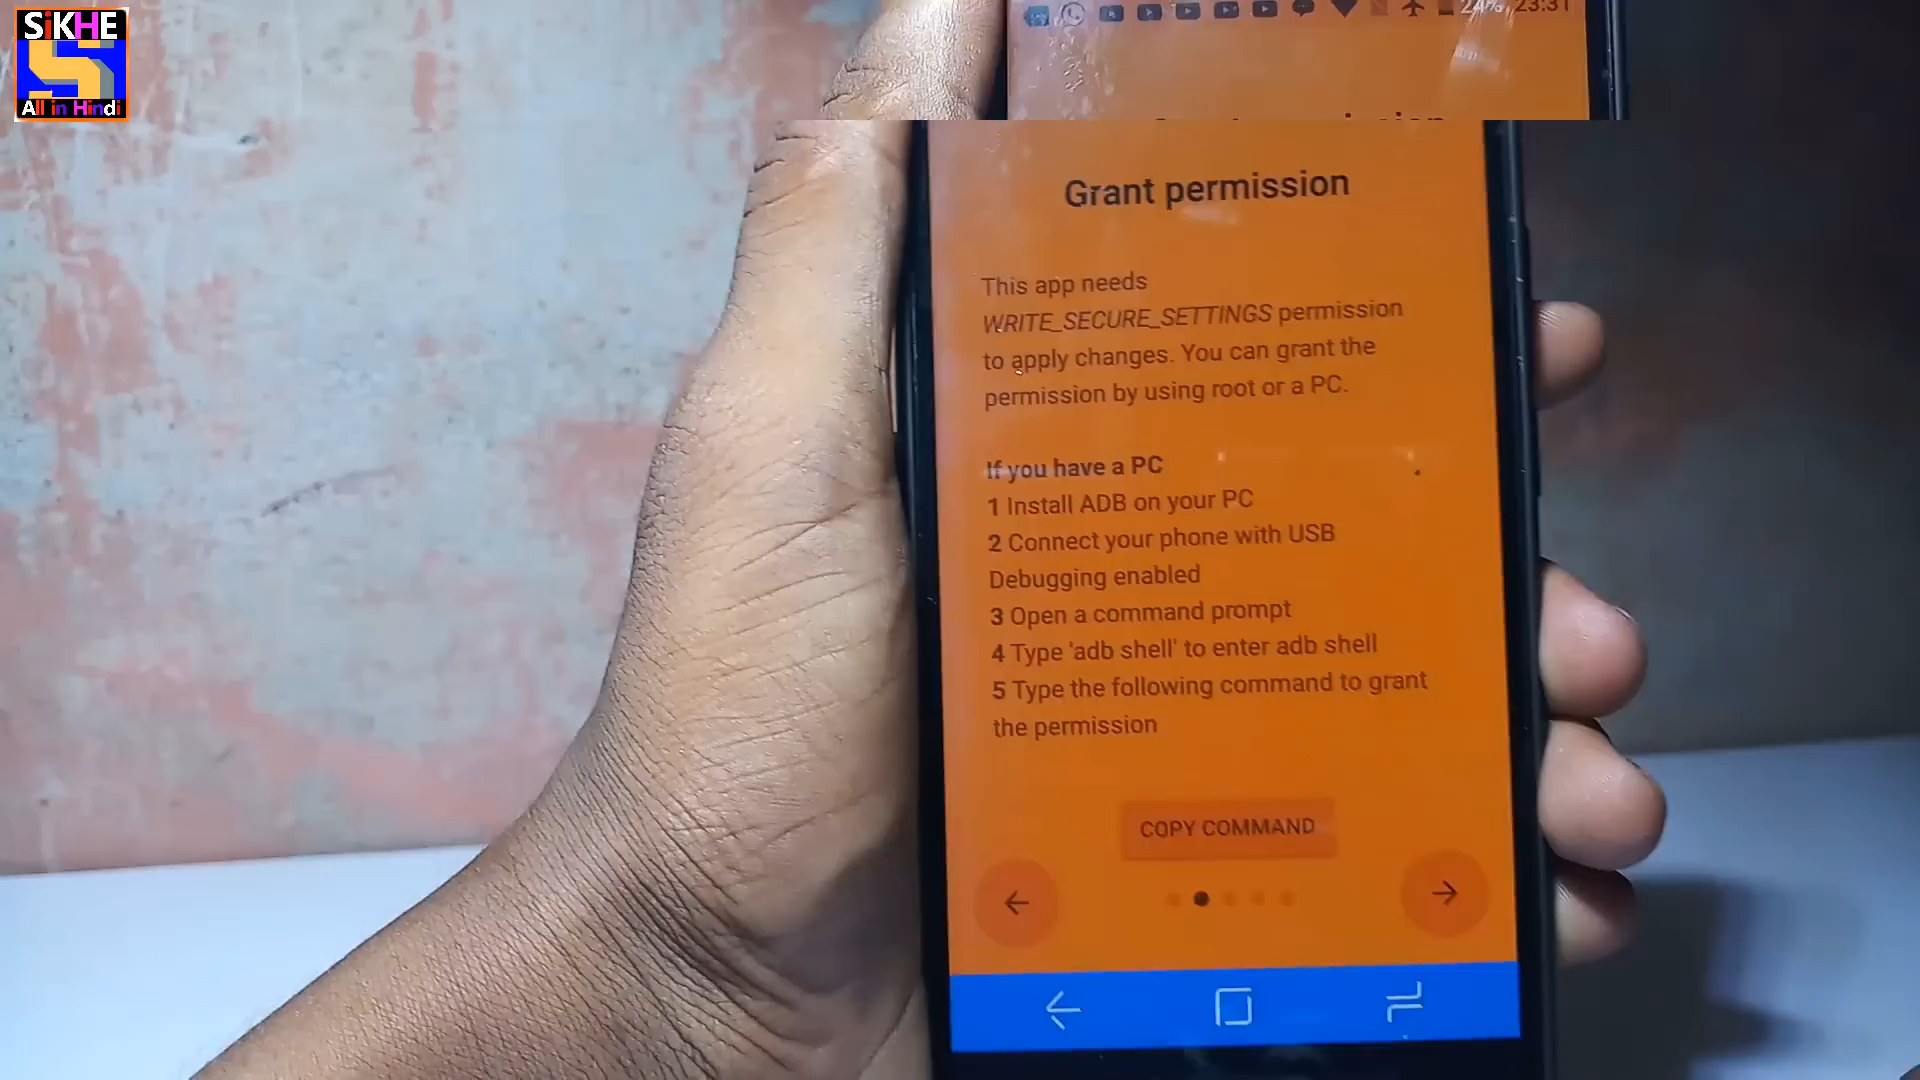 SiKHE
All in Hindi
24% 23:31
Grant permission
This app needs
WRITE_SECURE_SETTINGS permission
to apply changes. You can grant the
permission by using root or a PC.
If you have a PC
1 Install ADB on your PC
2 Connect your phone with USB
Debugging enabled
3 Open a command prompt
4 Type 'adb shell' to enter adb shell
5 Type the following command to grant
the permission
COPY COMMAND